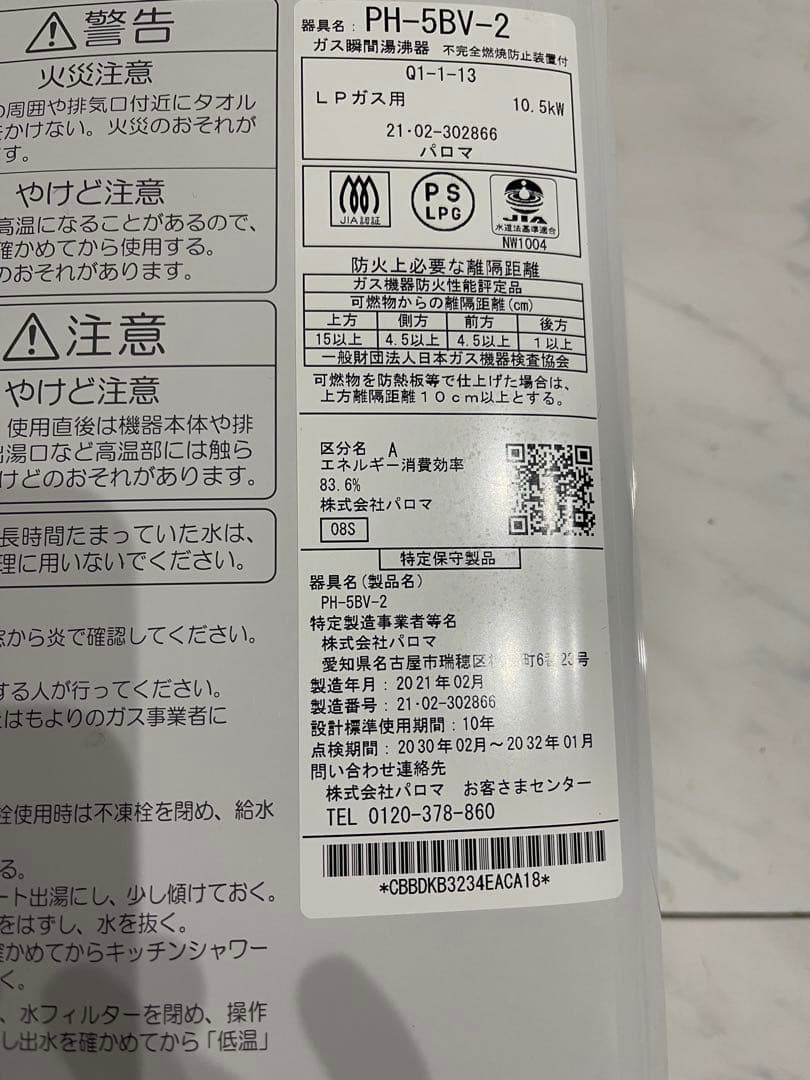 警告
火災注意
の周囲や排気口付近にタオル
をかけない。火災のおそれが
す。
やけど注意
高温になることがあるので、
確かめてから使用する。
のおそれがあります。
注意
やけど注意
使用直後は機器本体や排
出湯口など高温部には触ら
けどのおそれがあります。
長時間たまっていた水は、
理に用いないでください。
窓から炎で確認してください。
する人が行ってください。
はもよりのガス事業者に
栓使用時は不凍栓を閉め、給水
る。
ート出湯にし、少し傾けておく。
をはずし、水を抜く。
確かめてからキッチンシャワー
く。
、水フィルターを閉め、操作
し出水を確かめてから「低温」
器具名: PH-5BV-2
ガス瞬間湯沸器 不完全燃焼防止装置付
Q1-1-13
LPガス用 10.5kW
21・02-302866
パロマ
JIA認証
PS LPG
JIA
水道法基準適合
NW1004
防火上必要な離隔距離
ガス機器防火性能評定品
可燃物からの離隔距離(cm)
上方 側方 前方 後方
15以上 4.5以上 4.5以上 1以上
一般財団法人日本ガス機器検査協会
可燃物を防熱板等で仕上げた場合は、
上方離隔距離10cm以上とする。
区分名 A
エネルギー消費効率
83.6%
株式会社パロマ
08S
特定保守製品
器具名(製品名)
PH-5BV-2
特定製造事業者等名
株式会社パロマ
愛知県名古屋市瑞穂区 町6番23号
製造年月:2021年02月
製造番号:21・02-302866
設計標準使用期間:10年
点検期間:2030年02月～2032年01月
問い合わせ連絡先
株式会社パロマ お客さまセンター
TEL 0120-378-860
*CBBDKB3234EACA18*